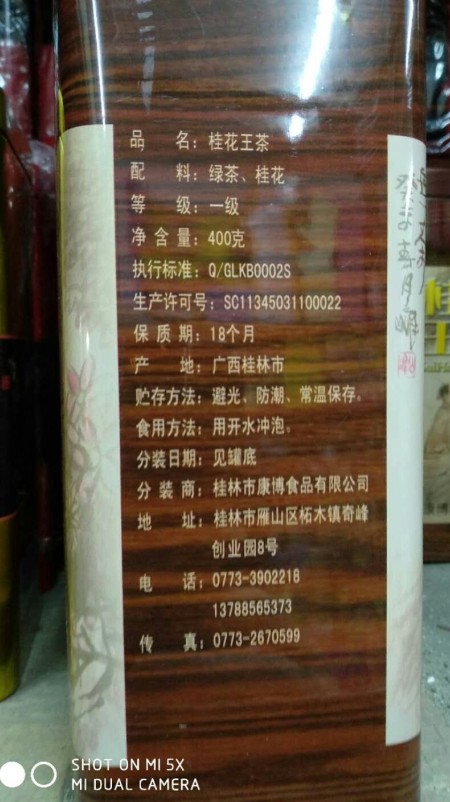 品 名：桂花王茶
配 料：绿茶、桂花
等 级：一级
净含量：400克
执行标准：Q/GLKB0002S
生产许可号：SC11345031100022
保质期：18个月
产 地：广西桂林市
贮存方法：避光、防潮、常温保存。
食用方法：用开水冲泡。
分装日期：见罐底
分装商：桂林市康博食品有限公司
地 址：桂林市雁山区柘木镇奇峰
创业园8号
电 话：0773-3902218
13788565373
传 真：0773-2670599
SHOT ON MI 5X
MI DUAL CAMERA